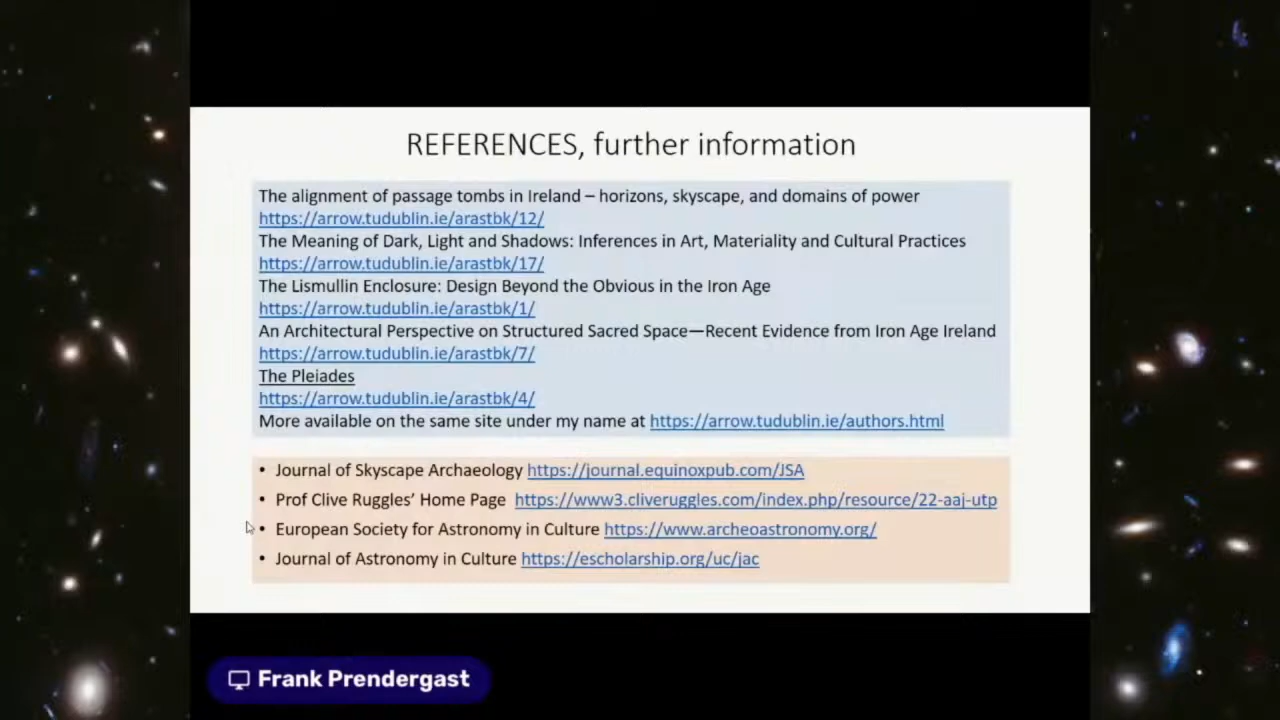 REFERENCES, further information
The alignment of passage tombs in Ireland – horizons, skyscape, and domains of power
https://arrow.tudublin.ie/arastbk/12/
The Meaning of Dark, Light and Shadows: Inferences in Art, Materiality and Cultural Practices
https://arrow.tudublin.ie/arastbk/17/
The Lismullin Enclosure: Design Beyond the Obvious in the Iron Age
https://arrow.tudublin.ie/arastbk/1/
An Architectural Perspective on Structured Sacred Space—Recent Evidence from Iron Age Ireland
https://arrow.tudublin.ie/arastbk/7/
The Pleiades
https://arrow.tudublin.ie/arastbk/4/
More available on the same site under my name at https://arrow.tudublin.ie/authors.html
• Journal of Skyscape Archaeology https://journal.equinoxpub.com/JSA
• Prof Clive Ruggles’ Home Page https://www3.cliveruggles.com/index.php/resource/22-aaj-utp
• European Society for Astronomy in Culture https://www.archeoastronomy.org/
• Journal of Astronomy in Culture https://escholarship.org/uc/jac
Frank Prendergast